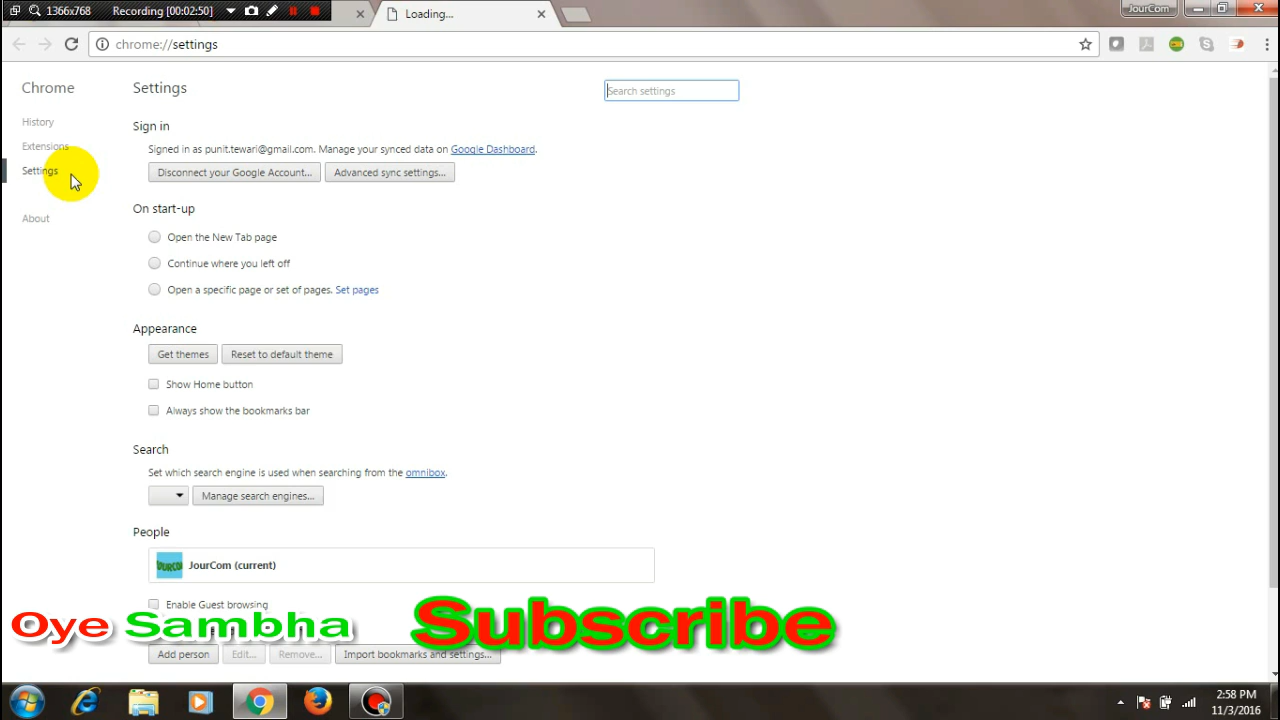 1366x768 Recording [00:02:50]
Loading...
JourCom
chrome://settings
Chrome
Settings
Search settings
History
Extensions
Settings
About
Sign in
Signed in as punit.tewari@gmail.com. Manage your synced data on Google Dashboard.
Disconnect your Google Account... Advanced sync settings...
On start-up
Open the New Tab page
Continue where you left off
Open a specific page or set of pages. Set pages
Appearance
Get themes Reset to default theme
Show Home button
Always show the bookmarks bar
Search
Set which search engine is used when searching from the omnibox.
Manage search engines...
People
JourCom (current)
Enable Guest browsing
Oye Sambha Subscribe
Add person Edit... Remove... Import bookmarks and settings...
2:58 PM
11/3/2016